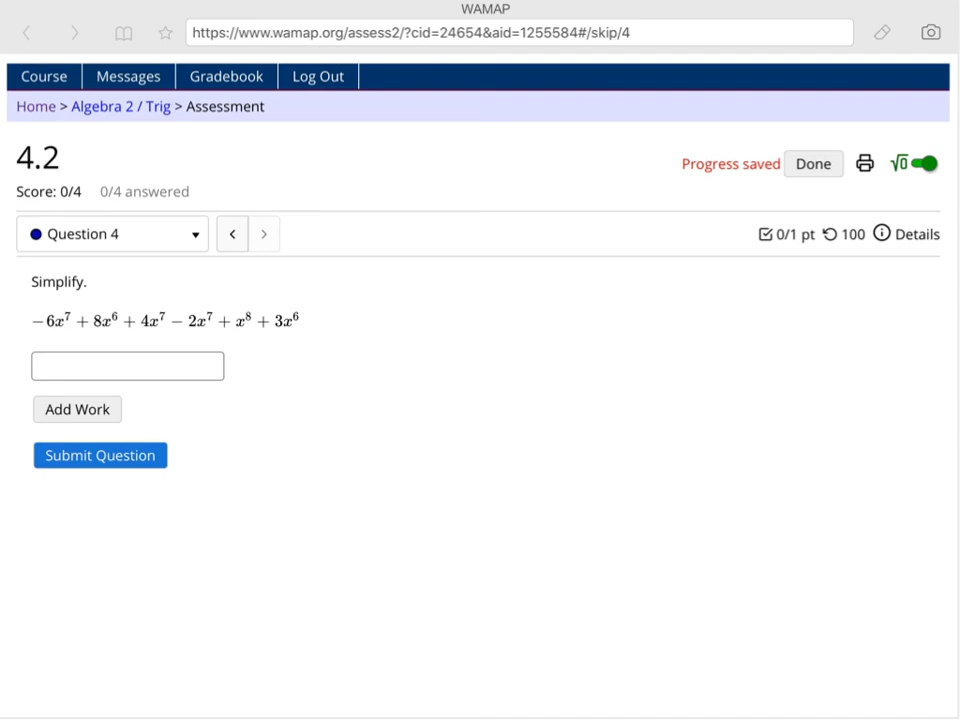 WAMAP
https://www.wamap.org/assess2/?cid=24654&aid=1255584#/skip/4
Course Messages Gradebook Log Out
Home > Algebra 2 / Trig > Assessment
4.2
Progress saved Done √0
Score: 0/4 0/4 answered
Question 4 < > 0/1 pt 100 Details
Simplify.
−6x⁷ + 8x⁶ + 4x⁷ − 2x⁷ + x⁸ + 3x⁶
Add Work
Submit Question